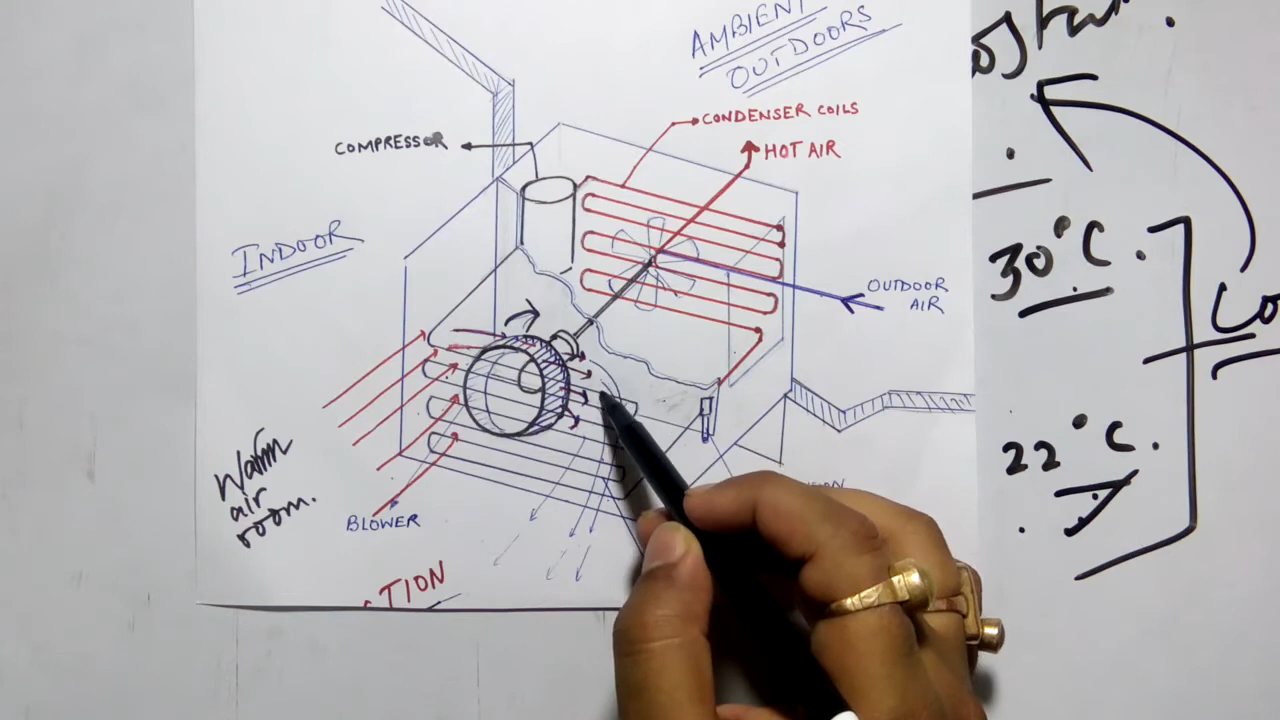 AMBIENT
OUTDOORS
CONDENSER COILS
COMPRESSOR
HOT AIR
INDOOR
OUTDOOR
AIR
Warm
air
room.
BLOWER
TION
30°C.
22°C.